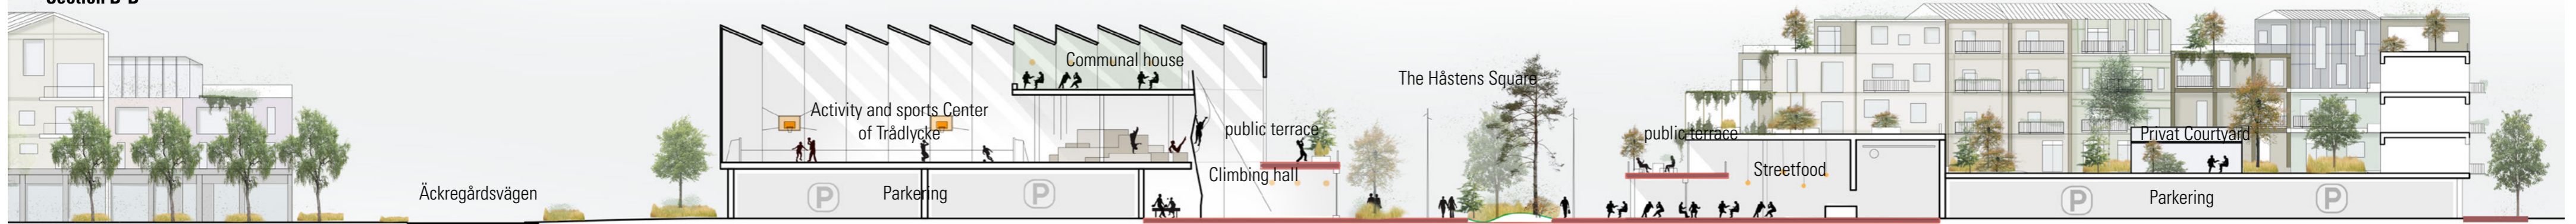 Communal house
The Håstens Square
Activity and sports Center
of Trådlycke
public terrace
public terrace
Privat Courtyard
Climbing hall
Streetfood
Äckregårdsvägen
P
Parkering
P
P
Parkering
P